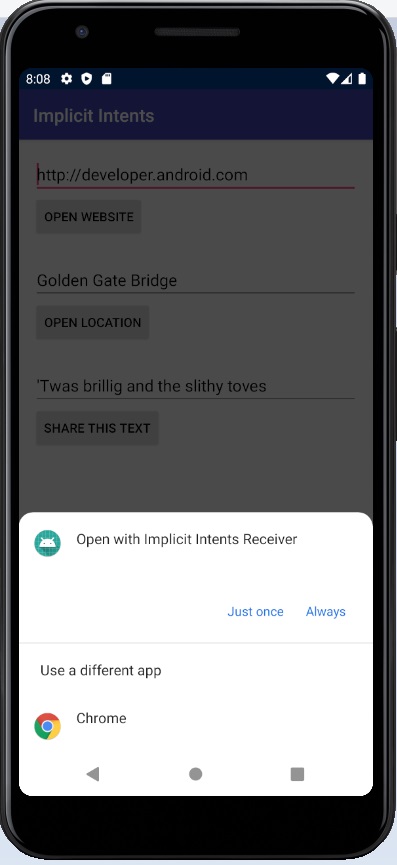 8:08
Implicit Intents
http://developer.android.com
OPEN WEBSITE
Golden Gate Bridge
OPEN LOCATION
'Twas brillig and the slithy toves
SHARE THIS TEXT
Open with Implicit Intents Receiver
Just once Always
Use a different app
Chrome